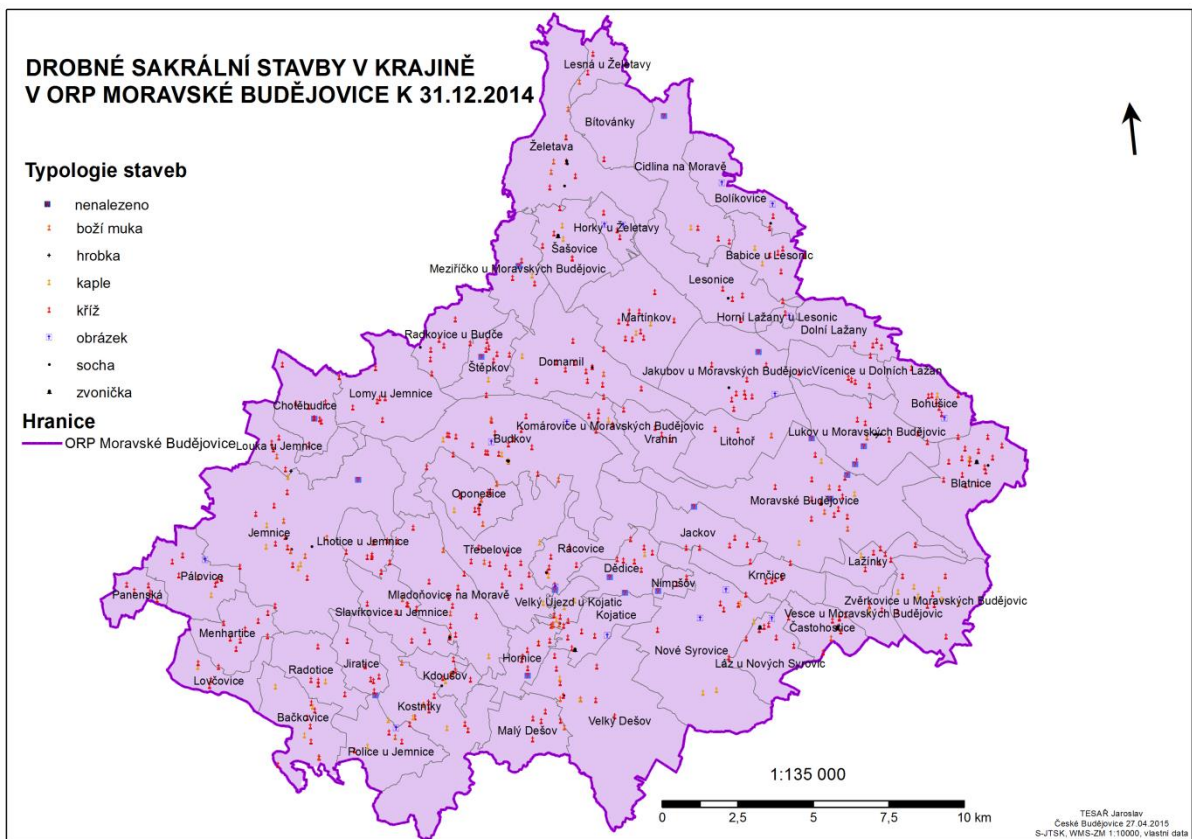 DROBNÉ SAKRÁLNÍ STAVBY V KRAJINĚ
V ORP MORAVSKÉ BUDĚJOVICE K 31.12.2014
Typologie staveb
nenalezeno
boží muka
hrobka
kaple
kříž
obrázek
socha
zvonička
Hranice
ORP Moravské Budějovice
Lesná u Želetavy
Bítovánky
Želetava
Cidlina na Moravě
Bolíkovice
Horky u Želetavy
Šašovice
Babice u Lesonic
Meziříčko u Moravských Budějovic
Lesonice
Martínkov
Horní Lažany u Lesonic
Dolní Lažany
Radkovice u Budče
Štěpkov
Domamil
Jakubov u Moravských Budějovic
Vícenice u Dolních Lažan
Lomy u Jemnice
Chotěbudice
Bohušice
Komárovice u Moravských Budějovic
Louka u Jemnice
Budkov
Vranín
Litohoř
Lukov u Moravských Budějovic
Blatnice
Oponešice
Moravské Budějovice
Jemnice
Lhotice u Jemnice
Třebelovice
Rácovice
Jackov
Dědice
Lažínky
Pálovice
Nimpšov
Krnčice
Panenská
Mladoňovice na Moravě
Velký Újezd u Kojatic
Zvěrkovice u Moravských Budějovic
Slavíkovice u Jemnice
Kojatice
Vesce u Moravských Budějovic
Častohostice
Menhartice
Nové Syrovice
Hornice
Láz u Nových Syrovic
Jiratice
Radotice
Kdoušov
Lovčovice
Kostníky
Bačkovice
Malý Dešov
Velký Dešov
Police u Jemnice
1:135 000
0 2,5 5 7,5 10 km
TESAŘ Jaroslav
České Budějovice 27.04.2015
S-JTSK, WMS-ZM 1:10000, vlastní data